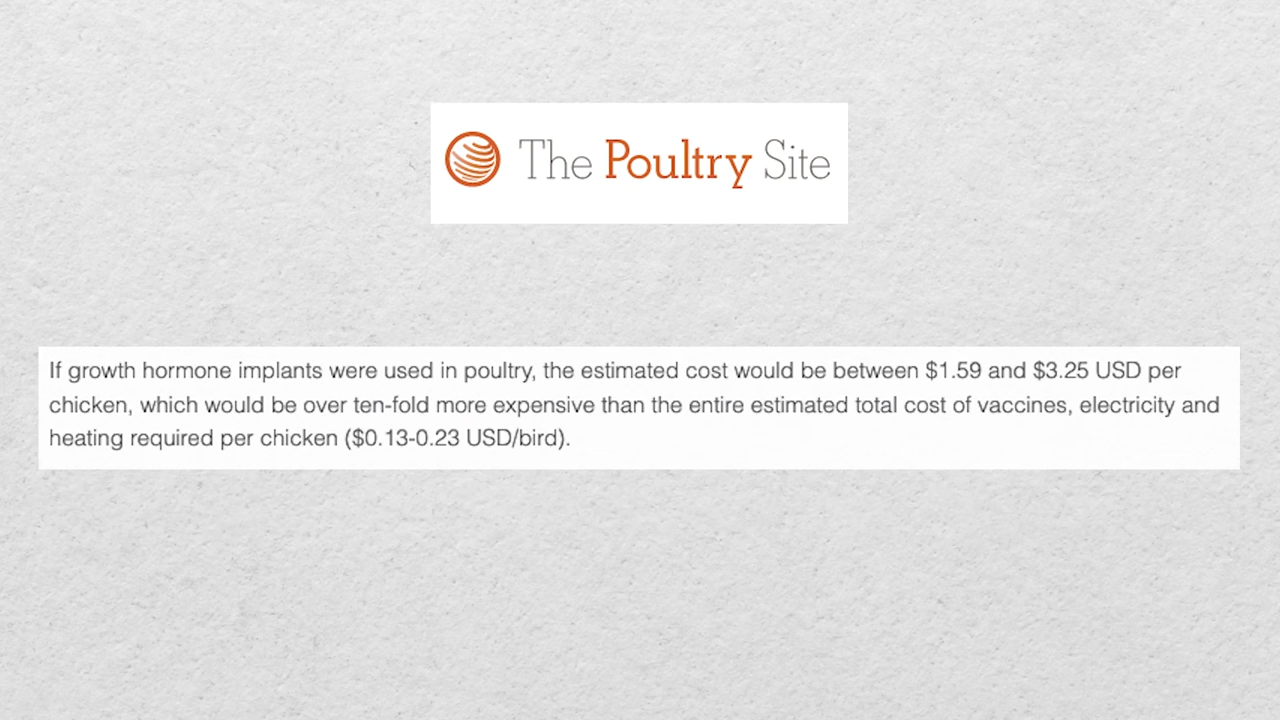 The Poultry Site
If growth hormone implants were used in poultry, the estimated cost would be between $1.59 and $3.25 USD per
chicken, which would be over ten-fold more expensive than the entire estimated total cost of vaccines, electricity and
heating required per chicken ($0.13-0.23 USD/bird).